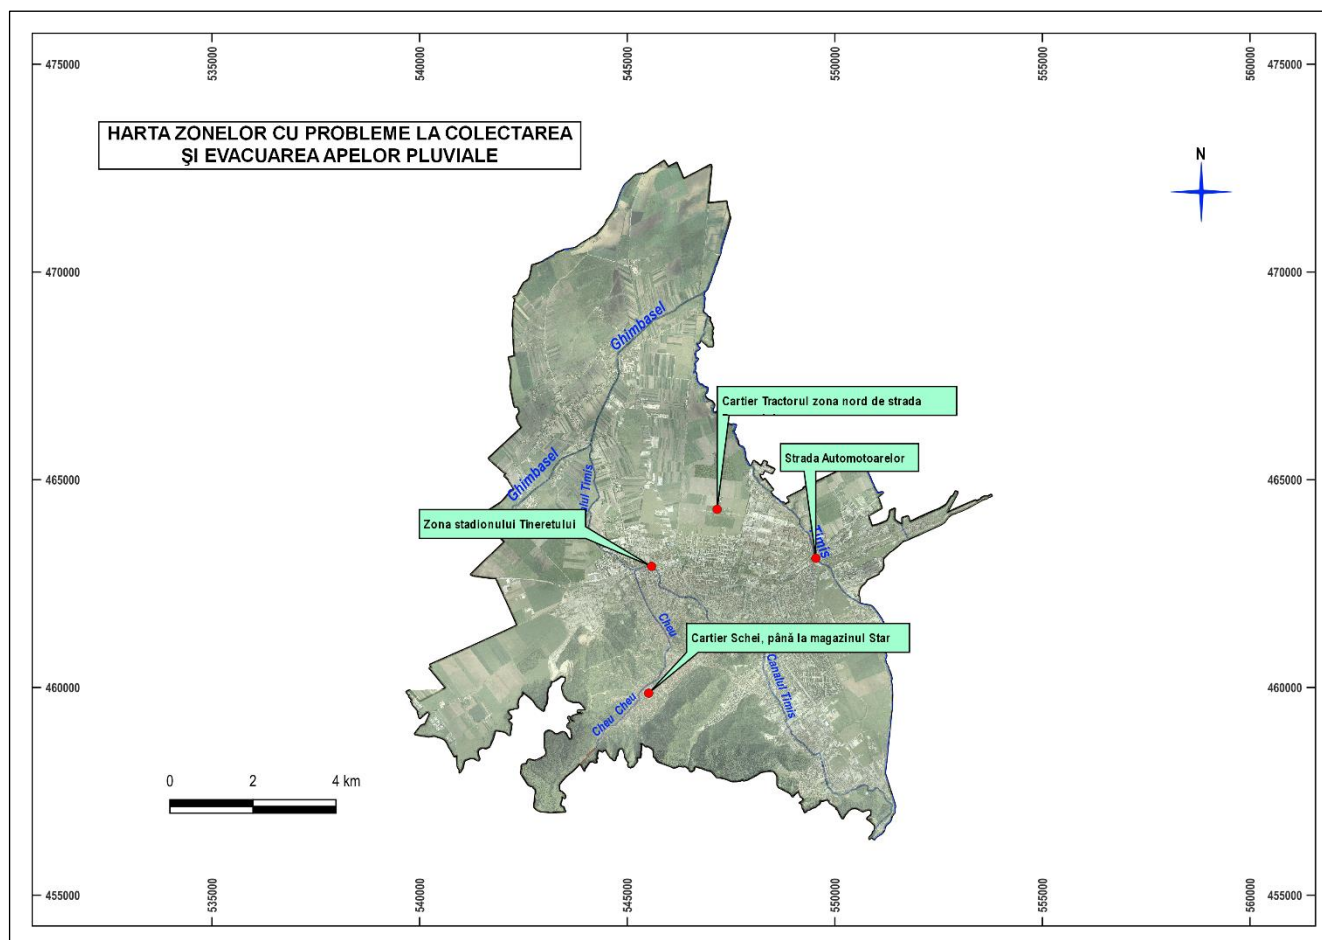 535000
540000
545000
550000
555000
560000
475000
475000
HARTA ZONELOR CU PROBLEME LA COLECTAREA
ŞI EVACUAREA APELOR PLUVIALE
N
470000
470000
Ghimbasel
Cartier Tractorul zona nord de strada
Strada Automotoarelor
465000
465000
Ghimbasel
Timis
Zona stadionului Tineretului
Timis
Cheu
Cartier Schei, până la magazinul Star
Canalul Timis
460000
460000
Cheu Cheu
0 2 4 km
455000
455000
535000
540000
545000
550000
555000
560000